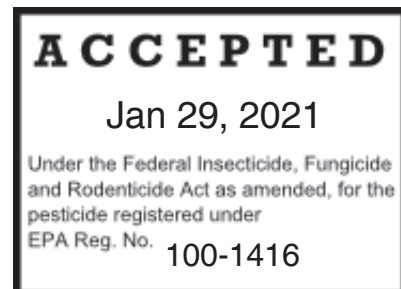 ACCEPTED
Jan 29, 2021
Under the Federal Insecticide, Fungicide
and Rodenticide Act as amended, for the
pesticide registered under
EPA Reg. No. 100-1416